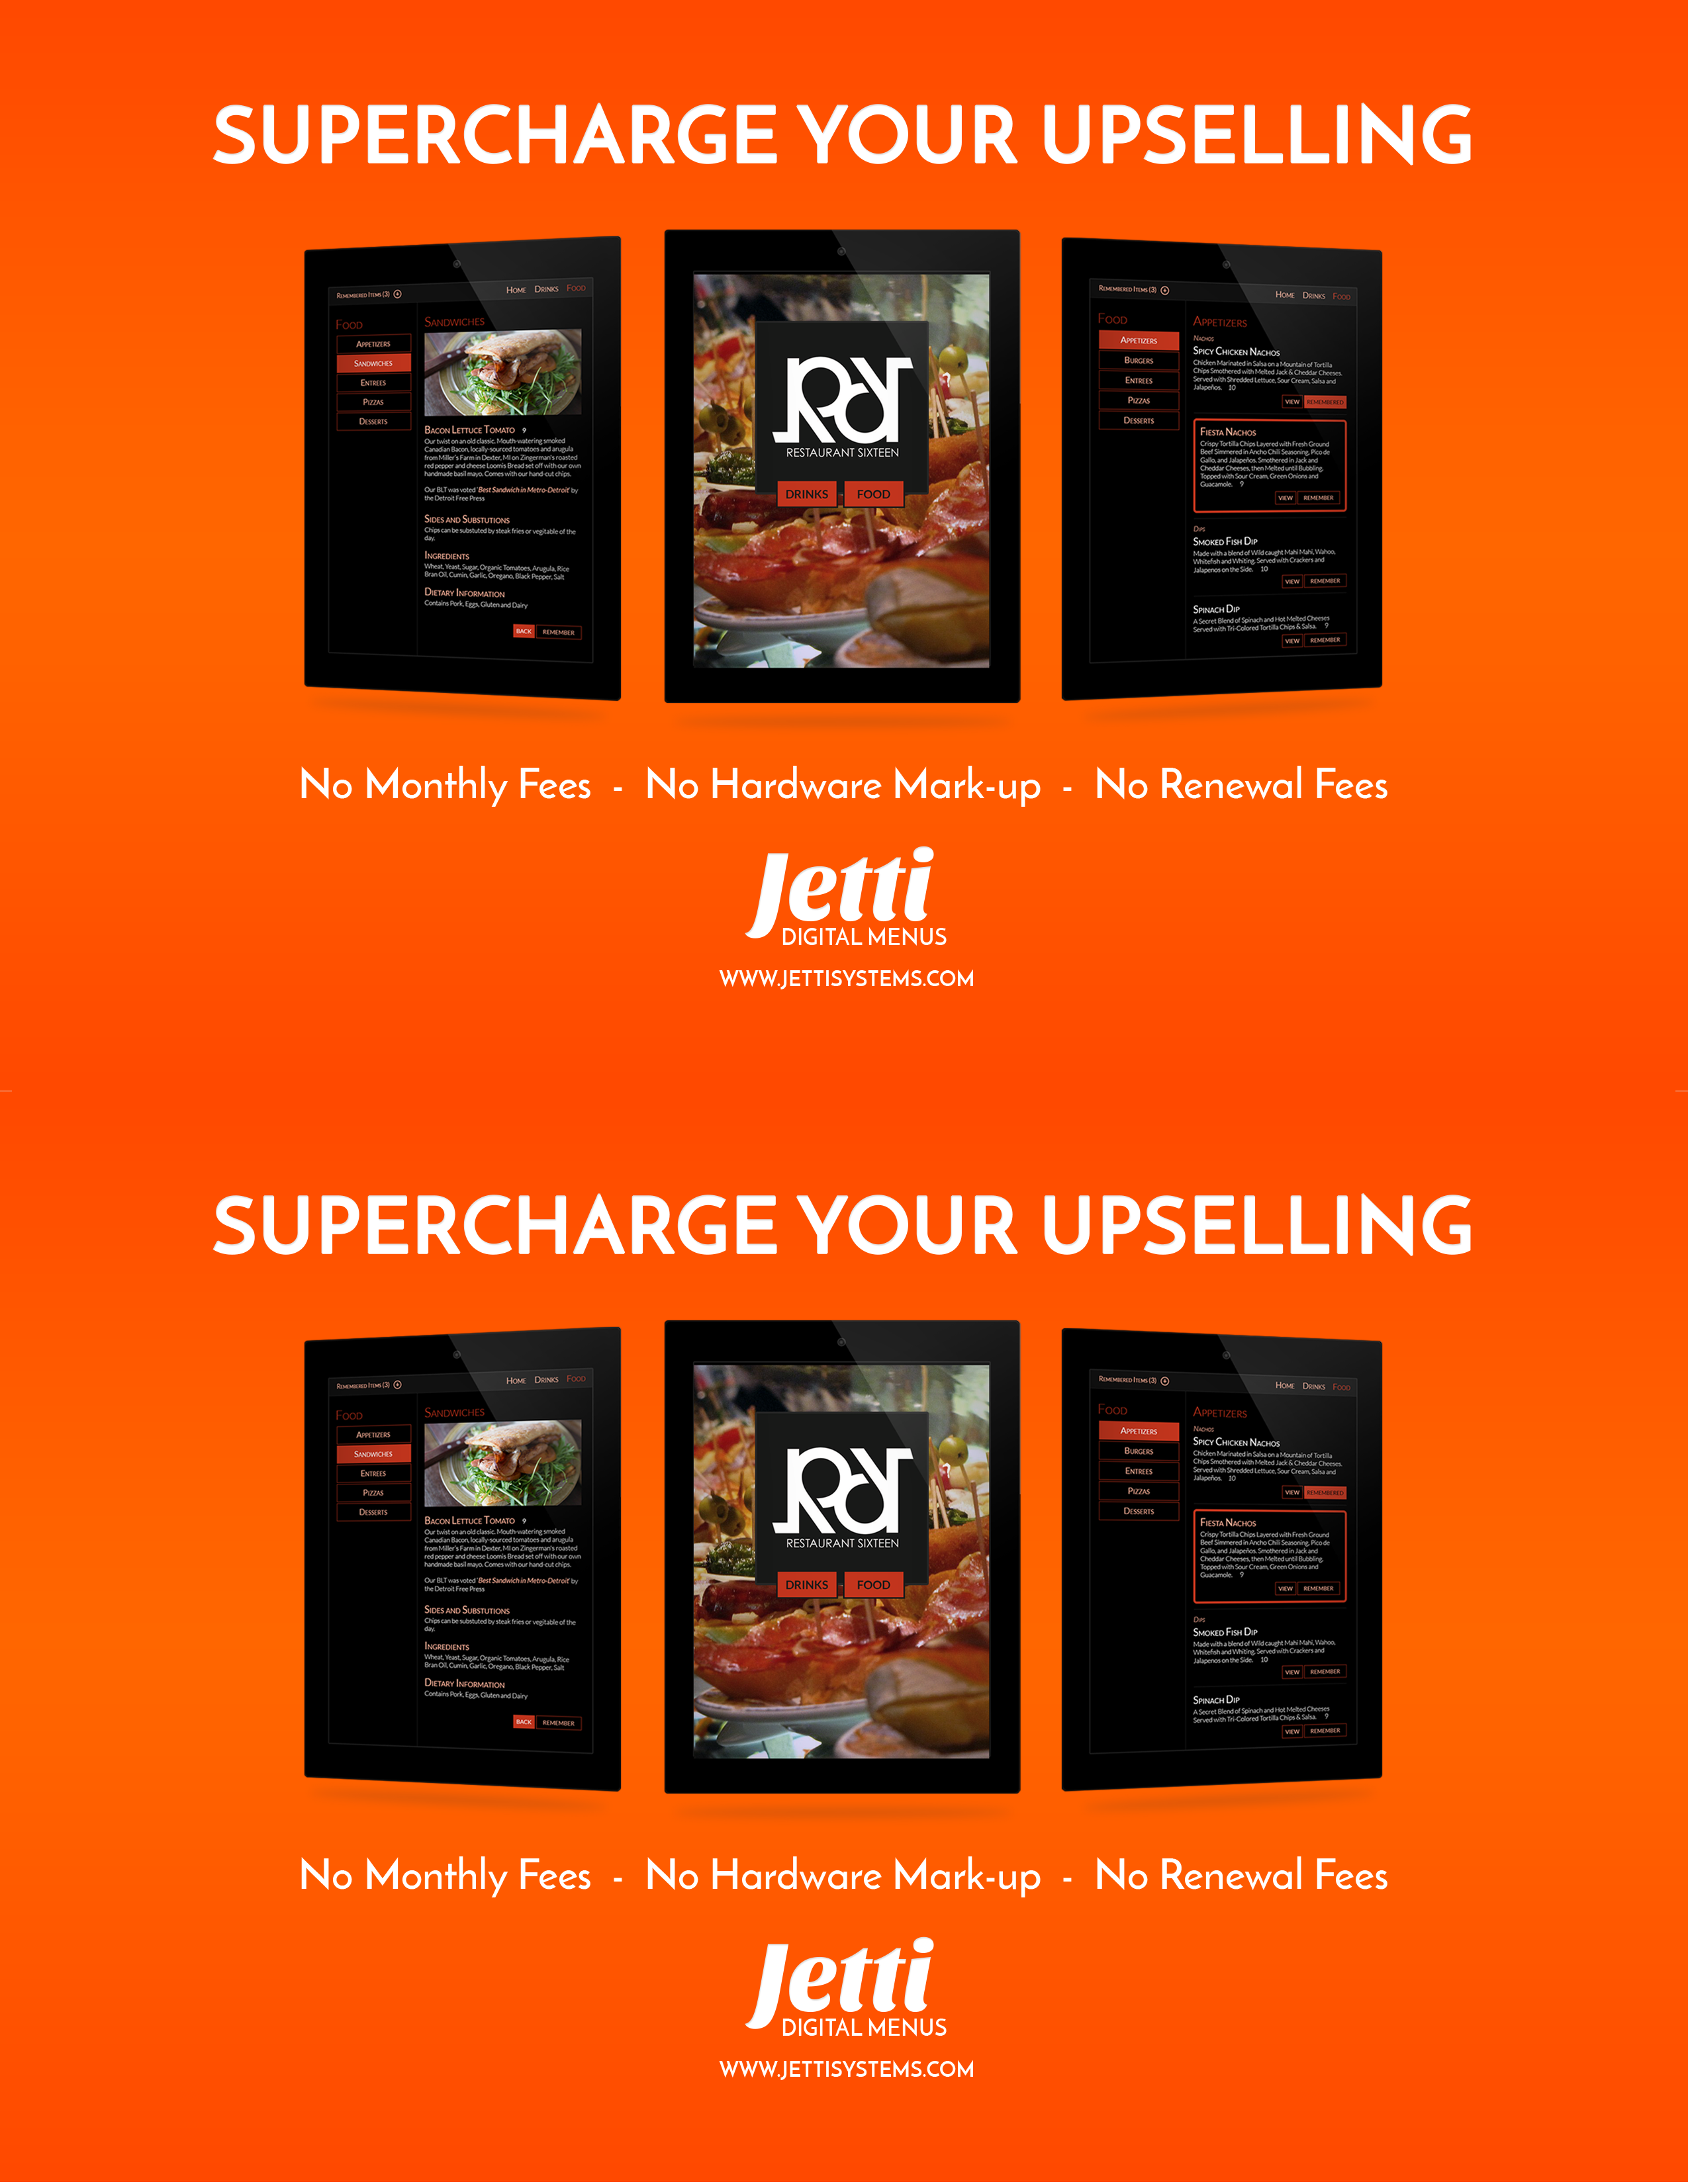 SUPERCHARGE YOUR UPSELLING
REMEMBERED ITEMS (3)
HOME DRINKS FOOD
FOOD
APPETIZERS
SANDWICHES
ENTREES
PIZZAS
DESSERTS
SANDWICHES
BACON LETTUCE TOMATO 9
Our twist on an old classic. Mouth-watering smoked
Canadian Bacon, locally-sourced tomatoes and arugula
from Miller's Farm in Dexter, MI on Zingerman's roasted
red pepper and cheese Loomis Bread set off with our own
handmade basil mayo. Comes with our hand-cut chips.
Our BLT was voted 'Best Sandwich in Metro-Detroit' by
the Detroit Free Press
SIDES AND SUBSTUTIONS
Chips can be substuted by steak fries or vegitable of the
day.
INGREDIENTS
Wheat, Yeast, Sugar, Organic Tomatoes, Arugula, Rice
Bran Oil, Cumin, Garlic, Oregano, Black Pepper, Salt
DIETARY INFORMATION
Contains Pork, Eggs, Gluten and Dairy
BACK REMEMBER
RESTAURANT SIXTEEN
DRINKS FOOD
REMEMBERED ITEMS (3)
HOME DRINKS FOOD
FOOD
APPETIZERS
BURGERS
ENTREES
PIZZAS
DESSERTS
APPETIZERS
NACHOS
SPICY CHICKEN NACHOS
Chicken Marinated in Salsa on a Mountain of Tortilla
Chips Smothered with Melted Jack & Cheddar Cheeses.
Served with Shredded Lettuce, Sour Cream, Salsa and
Jalapeños. 10
VIEW REMEMBERED
FIESTA NACHOS
Crispy Tortilla Chips Layered with Fresh Ground
Beef Simmered in Ancho Chili Seasoning, Pico de
Gallo, and Jalapeños. Smothered in Jack and
Cheddar Cheeses, then Melted until Bubbling.
Topped with Sour Cream, Green Onions and
Guacamole. 9
VIEW REMEMBER
DIPS
SMOKED FISH DIP
Made with a blend of Wild caught Mahi Mahi, Wahoo,
Whitefish and Whiting. Served with Crackers and
Jalapenos on the Side. 10
VIEW REMEMBER
SPINACH DIP
A Secret Blend of Spinach and Hot Melted Cheeses
Served with Tri-Colored Tortilla Chips & Salsa. 9
VIEW REMEMBER
No Monthly Fees - No Hardware Mark-up - No Renewal Fees
Jetti
DIGITAL MENUS
WWW.JETTISYSTEMS.COM
SUPERCHARGE YOUR UPSELLING
REMEMBERED ITEMS (3)
HOME DRINKS FOOD
FOOD
APPETIZERS
SANDWICHES
ENTREES
PIZZAS
DESSERTS
SANDWICHES
BACON LETTUCE TOMATO 9
Our twist on an old classic. Mouth-watering smoked
Canadian Bacon, locally-sourced tomatoes and arugula
from Miller's Farm in Dexter, MI on Zingerman's roasted
red pepper and cheese Loomis Bread set off with our own
handmade basil mayo. Comes with our hand-cut chips.
Our BLT was voted 'Best Sandwich in Metro-Detroit' by
the Detroit Free Press
SIDES AND SUBSTUTIONS
Chips can be substuted by steak fries or vegitable of the
day.
INGREDIENTS
Wheat, Yeast, Sugar, Organic Tomatoes, Arugula, Rice
Bran Oil, Cumin, Garlic, Oregano, Black Pepper, Salt
DIETARY INFORMATION
Contains Pork, Eggs, Gluten and Dairy
BACK REMEMBER
RESTAURANT SIXTEEN
DRINKS FOOD
REMEMBERED ITEMS (3)
HOME DRINKS FOOD
FOOD
APPETIZERS
BURGERS
ENTREES
PIZZAS
DESSERTS
APPETIZERS
NACHOS
SPICY CHICKEN NACHOS
Chicken Marinated in Salsa on a Mountain of Tortilla
Chips Smothered with Melted Jack & Cheddar Cheeses.
Served with Shredded Lettuce, Sour Cream, Salsa and
Jalapeños. 10
VIEW REMEMBERED
FIESTA NACHOS
Crispy Tortilla Chips Layered with Fresh Ground
Beef Simmered in Ancho Chili Seasoning, Pico de
Gallo, and Jalapeños. Smothered in Jack and
Cheddar Cheeses, then Melted until Bubbling.
Topped with Sour Cream, Green Onions and
Guacamole. 9
VIEW REMEMBER
DIPS
SMOKED FISH DIP
Made with a blend of Wild caught Mahi Mahi, Wahoo,
Whitefish and Whiting. Served with Crackers and
Jalapenos on the Side. 10
VIEW REMEMBER
SPINACH DIP
A Secret Blend of Spinach and Hot Melted Cheeses
Served with Tri-Colored Tortilla Chips & Salsa. 9
VIEW REMEMBER
No Monthly Fees - No Hardware Mark-up - No Renewal Fees
Jetti
DIGITAL MENUS
WWW.JETTISYSTEMS.COM